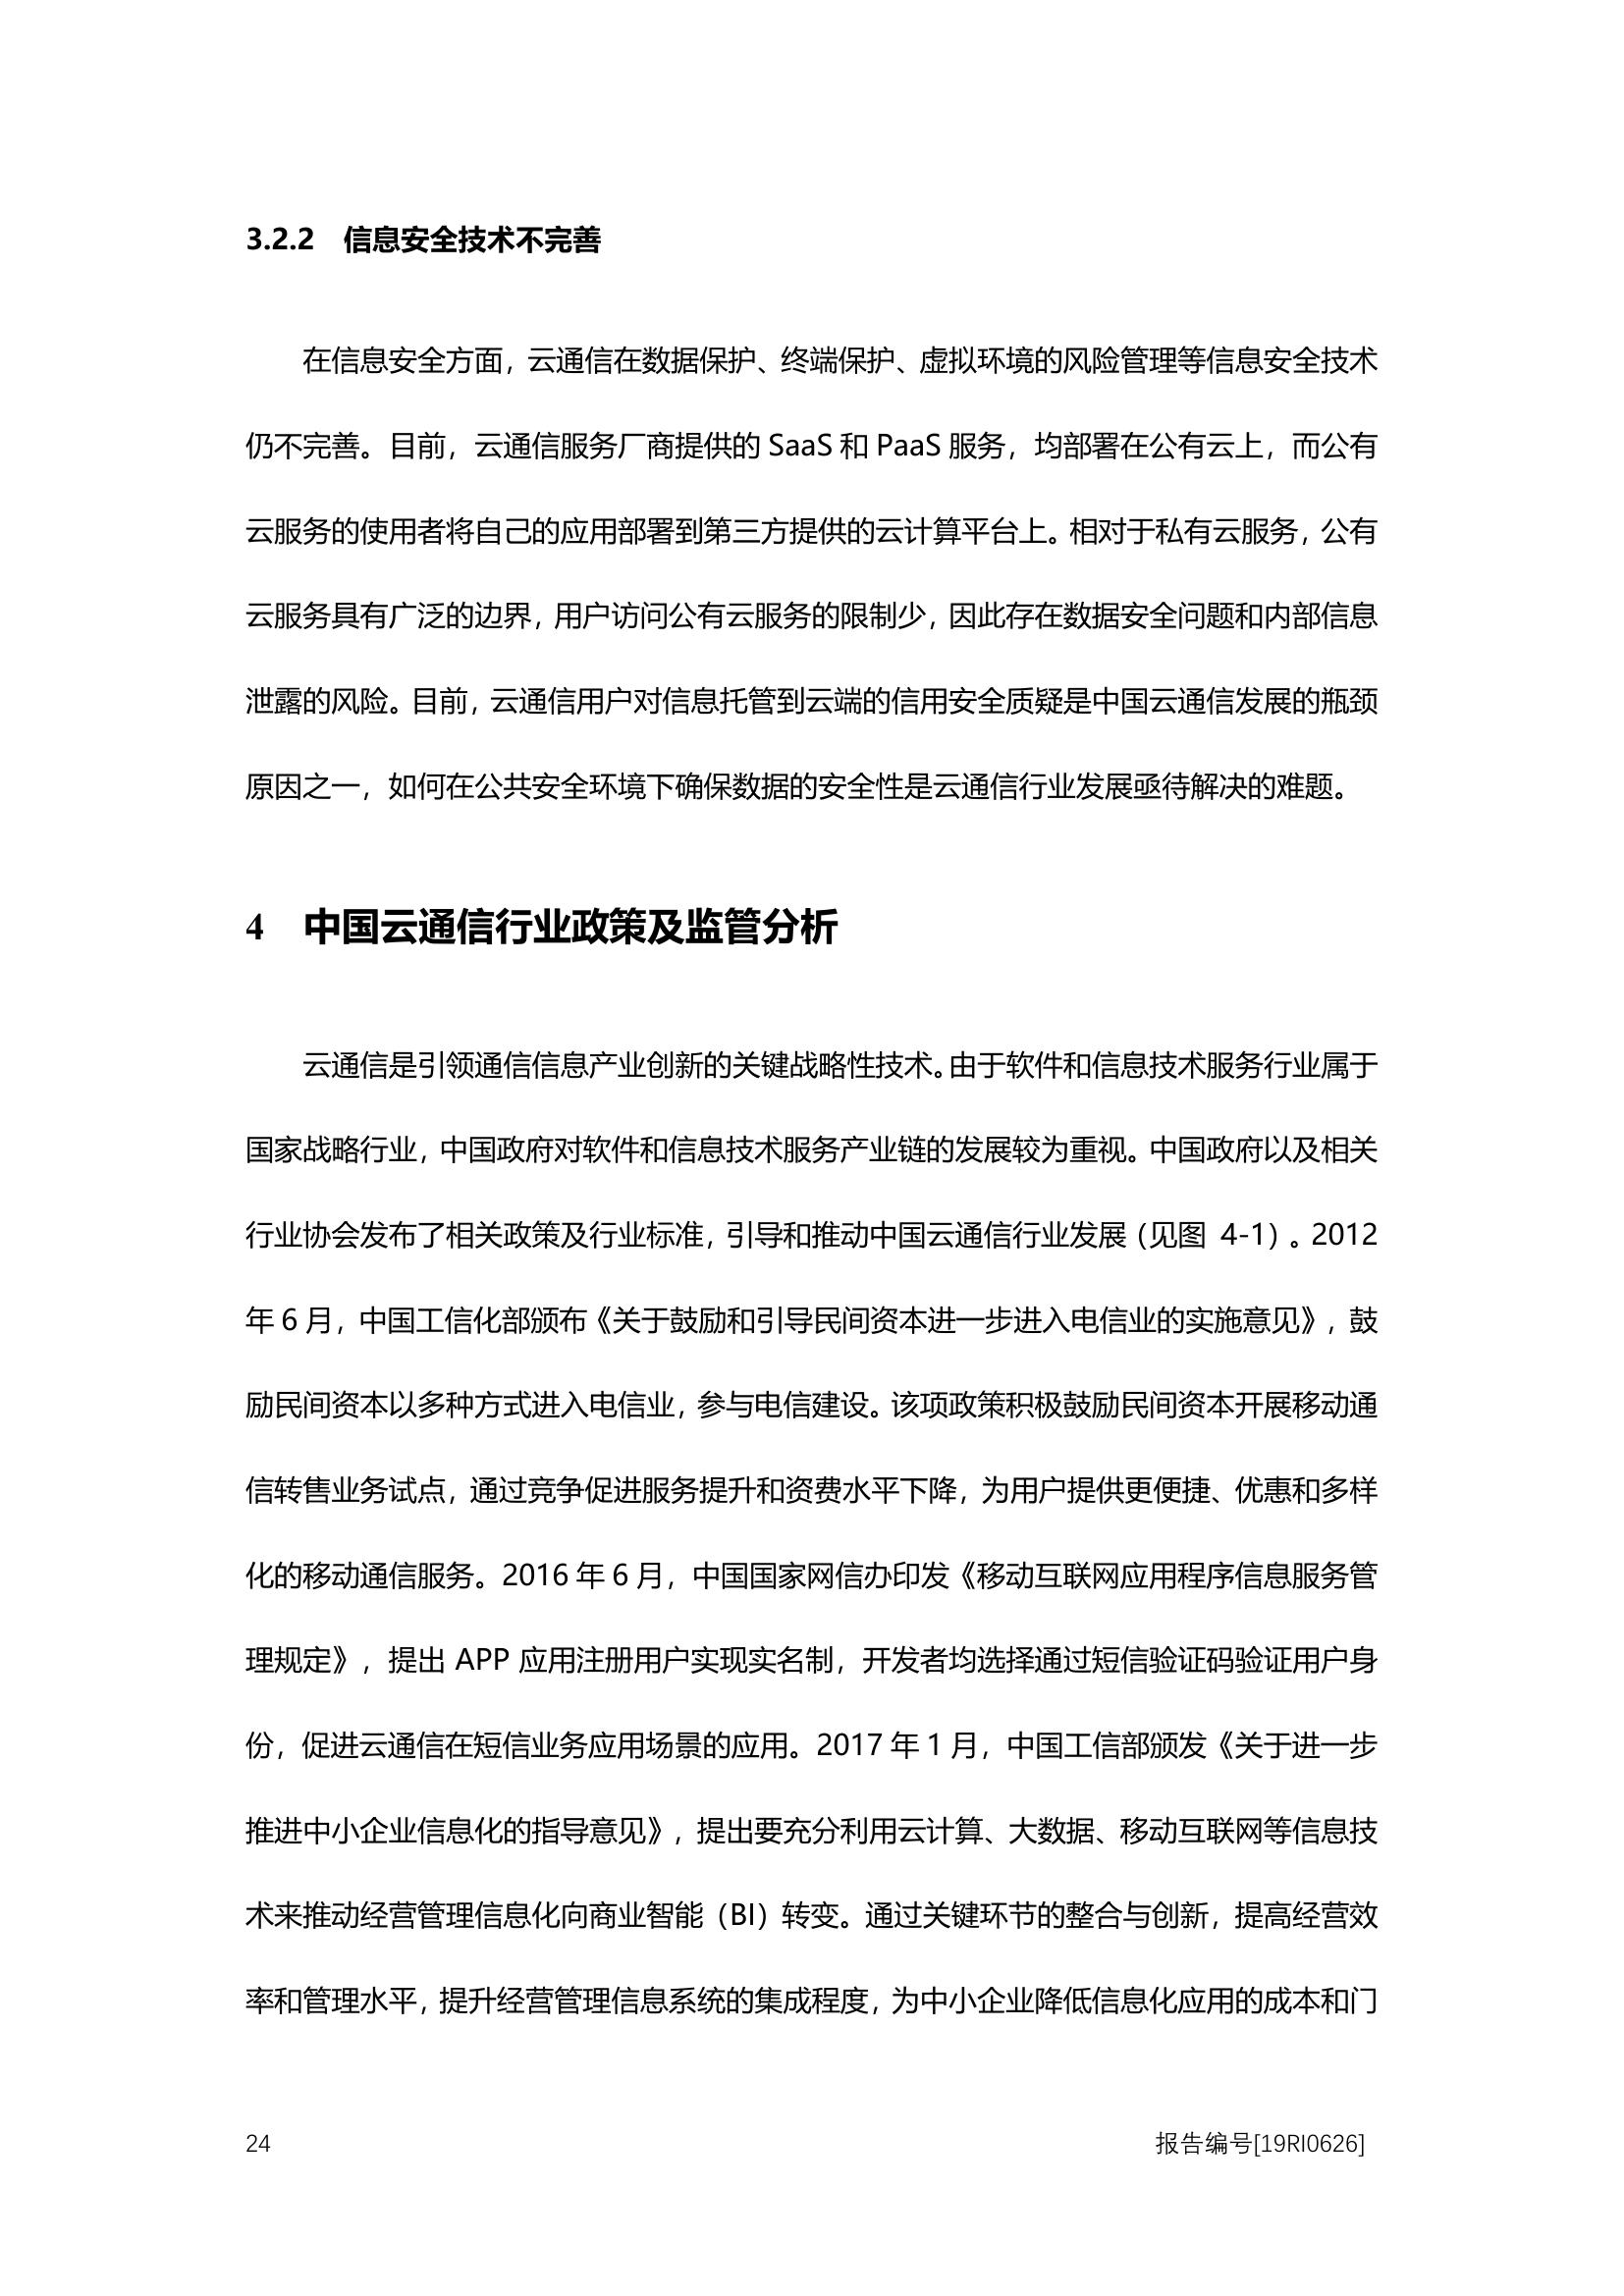 3.2.2 信息安全技术不完善
在信息安全方面，云通信在数据保护、终端保护、虚拟环境的风险管理等信息安全技术
仍不完善。目前，云通信服务厂商提供的 SaaS 和 PaaS 服务，均部署在公有云上，而公有
云服务的使用者将自己的应用部署到第三方提供的云计算平台上。相对于私有云服务，公有
云服务具有广泛的边界，用户访问公有云服务的限制少，因此存在数据安全问题和内部信息
泄露的风险。目前，云通信用户对信息托管到云端的信用安全质疑是中国云通信发展的瓶颈
原因之一，如何在公共安全环境下确保数据的安全性是云通信行业发展亟待解决的难题。
4 中国云通信行业政策及监管分析
云通信是引领通信信息产业创新的关键战略性技术。由于软件和信息技术服务行业属于
国家战略行业，中国政府对软件和信息技术服务产业链的发展较为重视。中国政府以及相关
行业协会发布了相关政策及行业标准，引导和推动中国云通信行业发展（见图 4-1）。2012
年 6 月，中国工信化部颁布《关于鼓励和引导民间资本进一步进入电信业的实施意见》，鼓
励民间资本以多种方式进入电信业，参与电信建设。该项政策积极鼓励民间资本开展移动通
信转售业务试点，通过竞争促进服务提升和资费水平下降，为用户提供更便捷、优惠和多样
化的移动通信服务。2016 年 6 月，中国国家网信办印发《移动互联网应用程序信息服务管
理规定》，提出 APP 应用注册用户实现实名制，开发者均选择通过短信验证码验证用户身
份，促进云通信在短信业务应用场景的应用。2017 年 1 月，中国工信部颁发《关于进一步
推进中小企业信息化的指导意见》，提出要充分利用云计算、大数据、移动互联网等信息技
术来推动经营管理信息化向商业智能（BI）转变。通过关键环节的整合与创新，提高经营效
率和管理水平，提升经营管理信息系统的集成程度，为中小企业降低信息化应用的成本和门
24 报告编号[19RI0626]